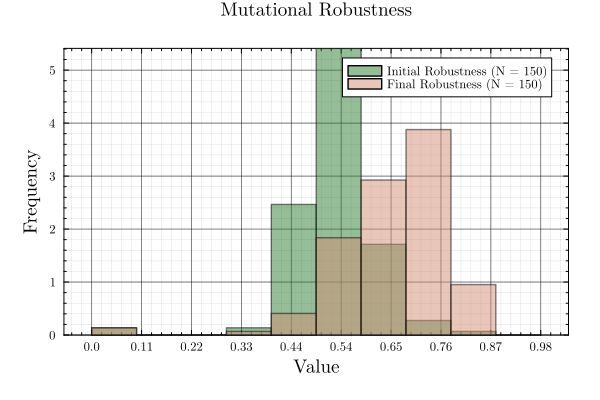 Mutational Robustness
Initial Robustness (N = 150)
Final Robustness (N = 150)
Frequency
5
4
3
2
1
0
0.0 0.11 0.22 0.33 0.44 0.54 0.65 0.76 0.87 0.98
Value